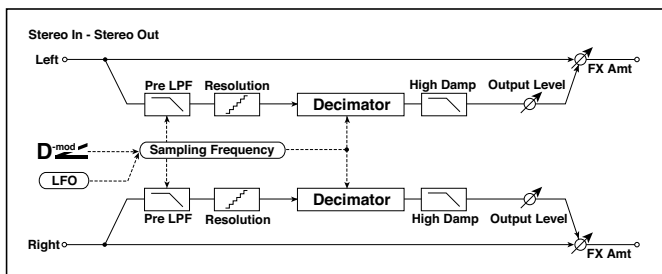 Stereo In - Stereo Out
Left
FX Amt
Pre LPF
Resolution
Decimator
High Damp
Output Level
D-mod
Sampling Frequency
LFO
Pre LPF
Resolution
Decimator
High Damp
Output Level
Right
FX Amt